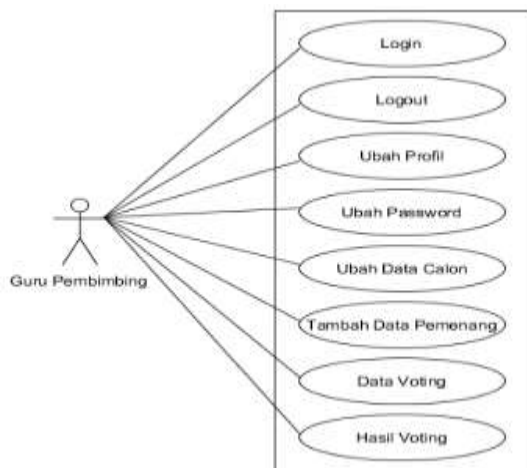 Login
Logout
Ubah Profil
Ubah Password
Guru Pembimbing
Ubah Data Calon
Tambah Data Pemenang
Data Voting
Hasil Voting